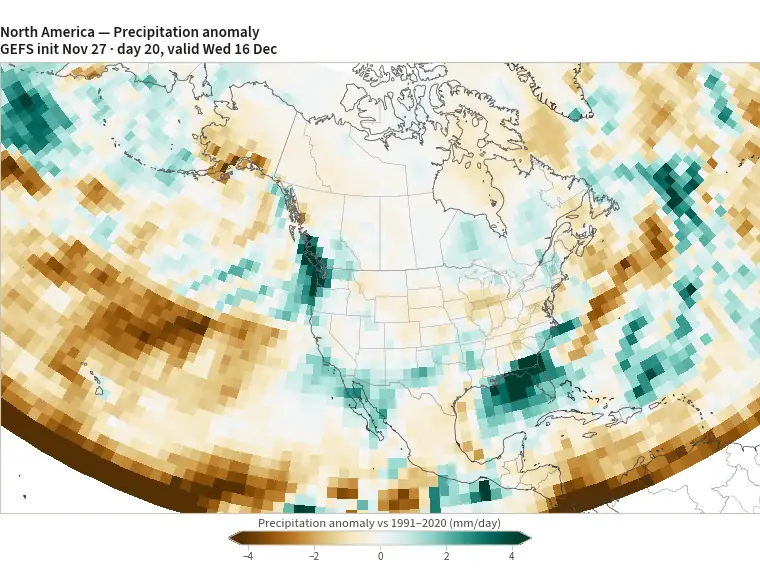 North America — Precipitation anomaly
GEFS init Nov 27 · day 20, valid Wed 16 Dec
Precipitation anomaly vs 1991–2020 (mm/day)
−4 −2 0 2 4